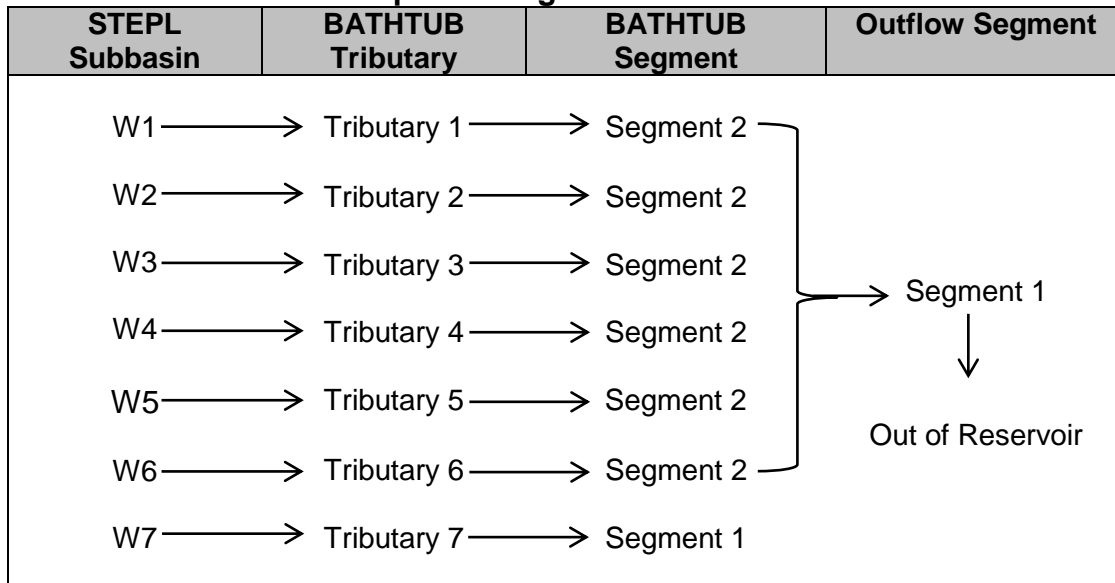 STEPL Subbasin BATHTUB Tributary BATHTUB Segment Outflow Segment
W1 Tributary 1 Segment 2
W2 Tributary 2 Segment 2
W3 Tributary 3 Segment 2
Segment 1
W4 Tributary 4 Segment 2
W5 Tributary 5 Segment 2
Out of Reservoir
W6 Tributary 6 Segment 2
W7 Tributary 7 Segment 1